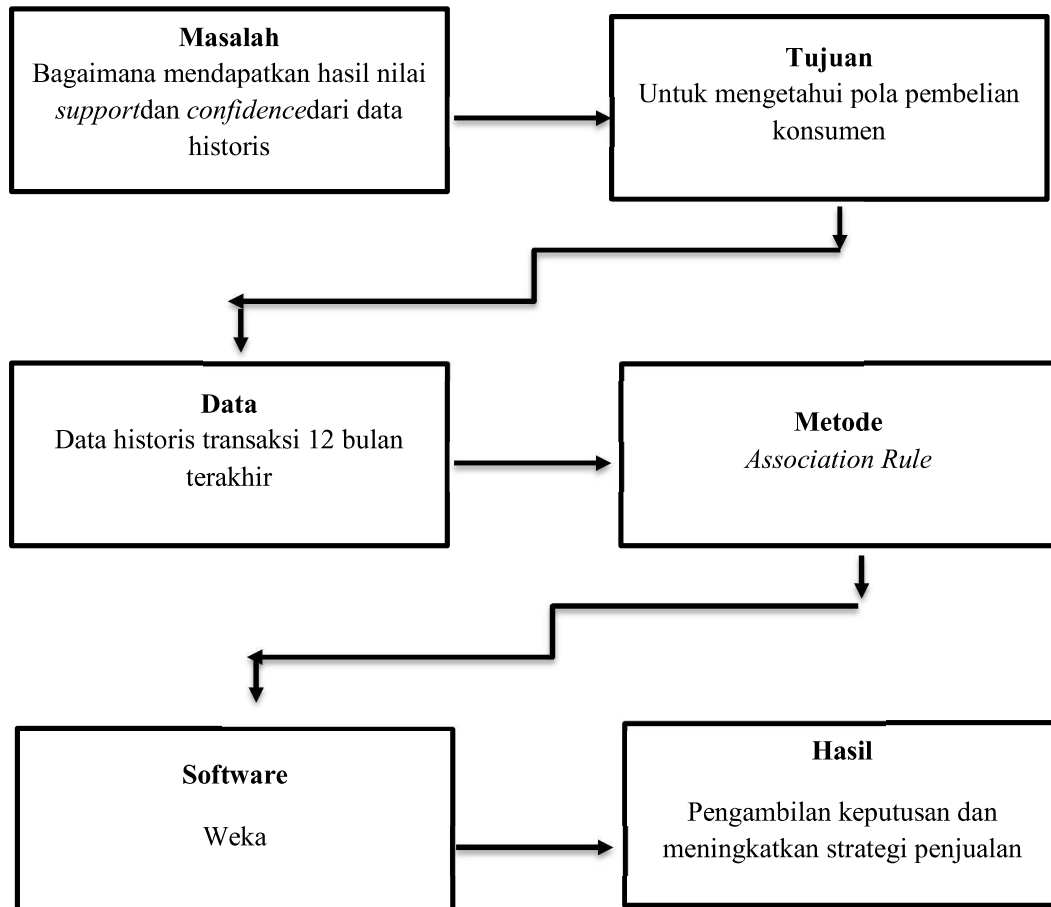 Masalah
Bagaimana mendapatkan hasil nilai
supportdan confidencedari data
historis
Tujuan
Untuk mengetahui pola pembelian
konsumen
Data
Data historis transaksi 12 bulan
terakhir
Metode
Association Rule
Software
Weka
Hasil
Pengambilan keputusan dan
meningkatkan strategi penjualan